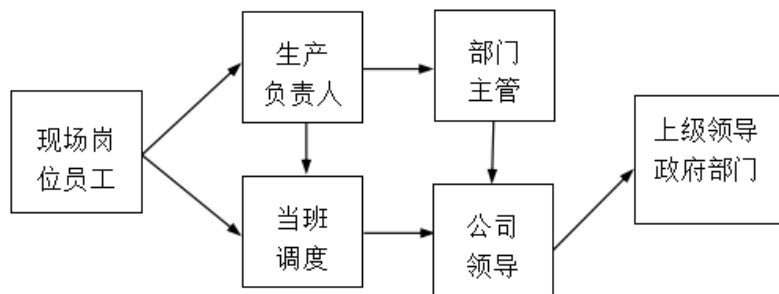 现场岗
位员工
生产
负责人
部门
主管
当班
调度
公司
领导
上级领导
政府部门